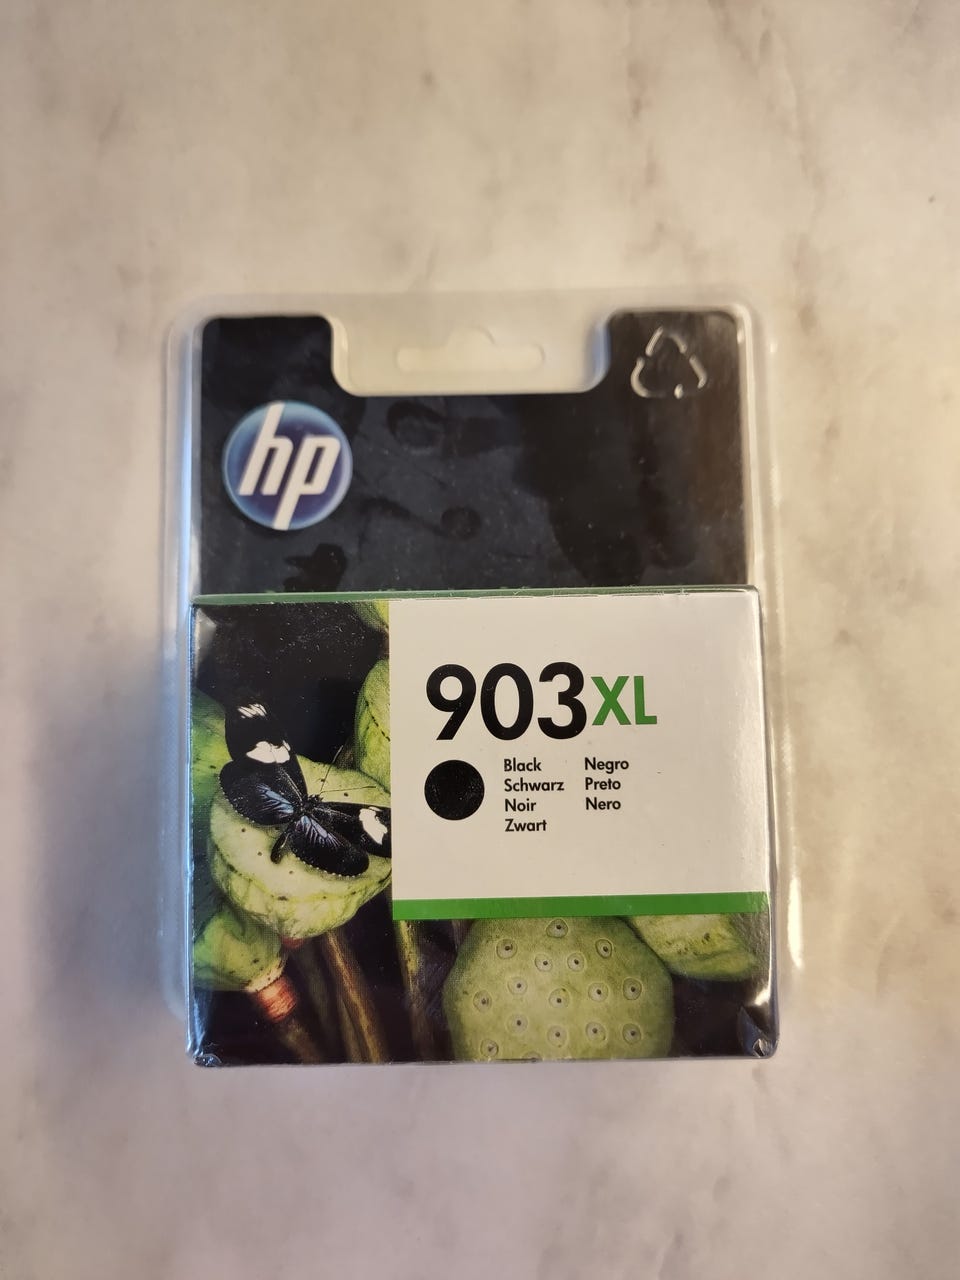 hp
903XL
Black Negro
Schwarz Preto
Noir Nero
Zwart